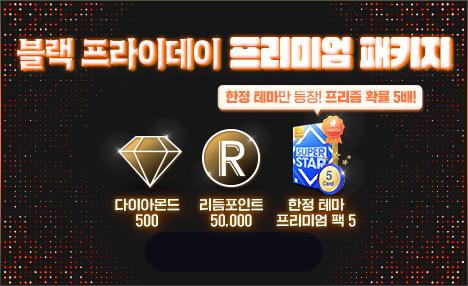 블랙 프라이데이 프리미엄 패키지
한정 테마만 등장! 프리즘 확률 5배!
R
SUPER
STAR
5
Card
다이아몬드
500
리듬포인트
50,000
한정 테마
프리미엄 팩 5